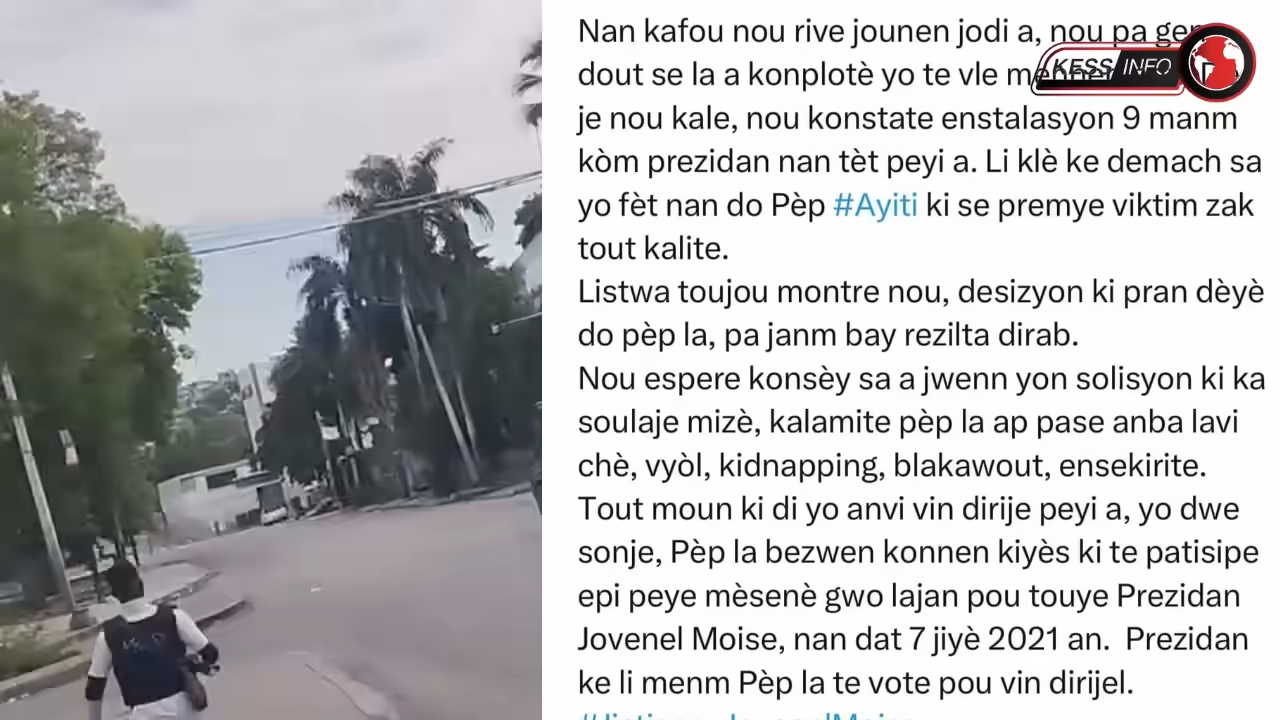 Nan kafou nou rive jounen jodi a, nou pa gen
dout se la a konplotè yo te vle
KESS INFO
je nou kale, nou konstate enstalasyon 9 manm
kòm prezidan nan tèt peyi a. Li klè ke demach sa
yo fèt nan do Pèp #Ayiti ki se premye viktim zak
tout kalite.
Listwa toujou montre nou, desizyon ki pran dèyè
do pèp la, pa janm bay rezilta dirab.
Nou espere konsèy sa a jwenn yon solisyon ki ka
soulaje mizè, kalamite pèp la ap pase anba lavi
chè, vyòl, kidnapping, blakawout, ensekirite.
Tout moun ki di yo anvi vin dirije peyi a, yo dwe
sonje, Pèp la bezwen konnen kiyès ki te patisipe
epi peye mèsenè gwo lajan pou touye Prezidan
Jovenel Moise, nan dat 7 jiyè 2021 an. Prezidan
ke li menm Pèp la te vote pou vin dirijel.